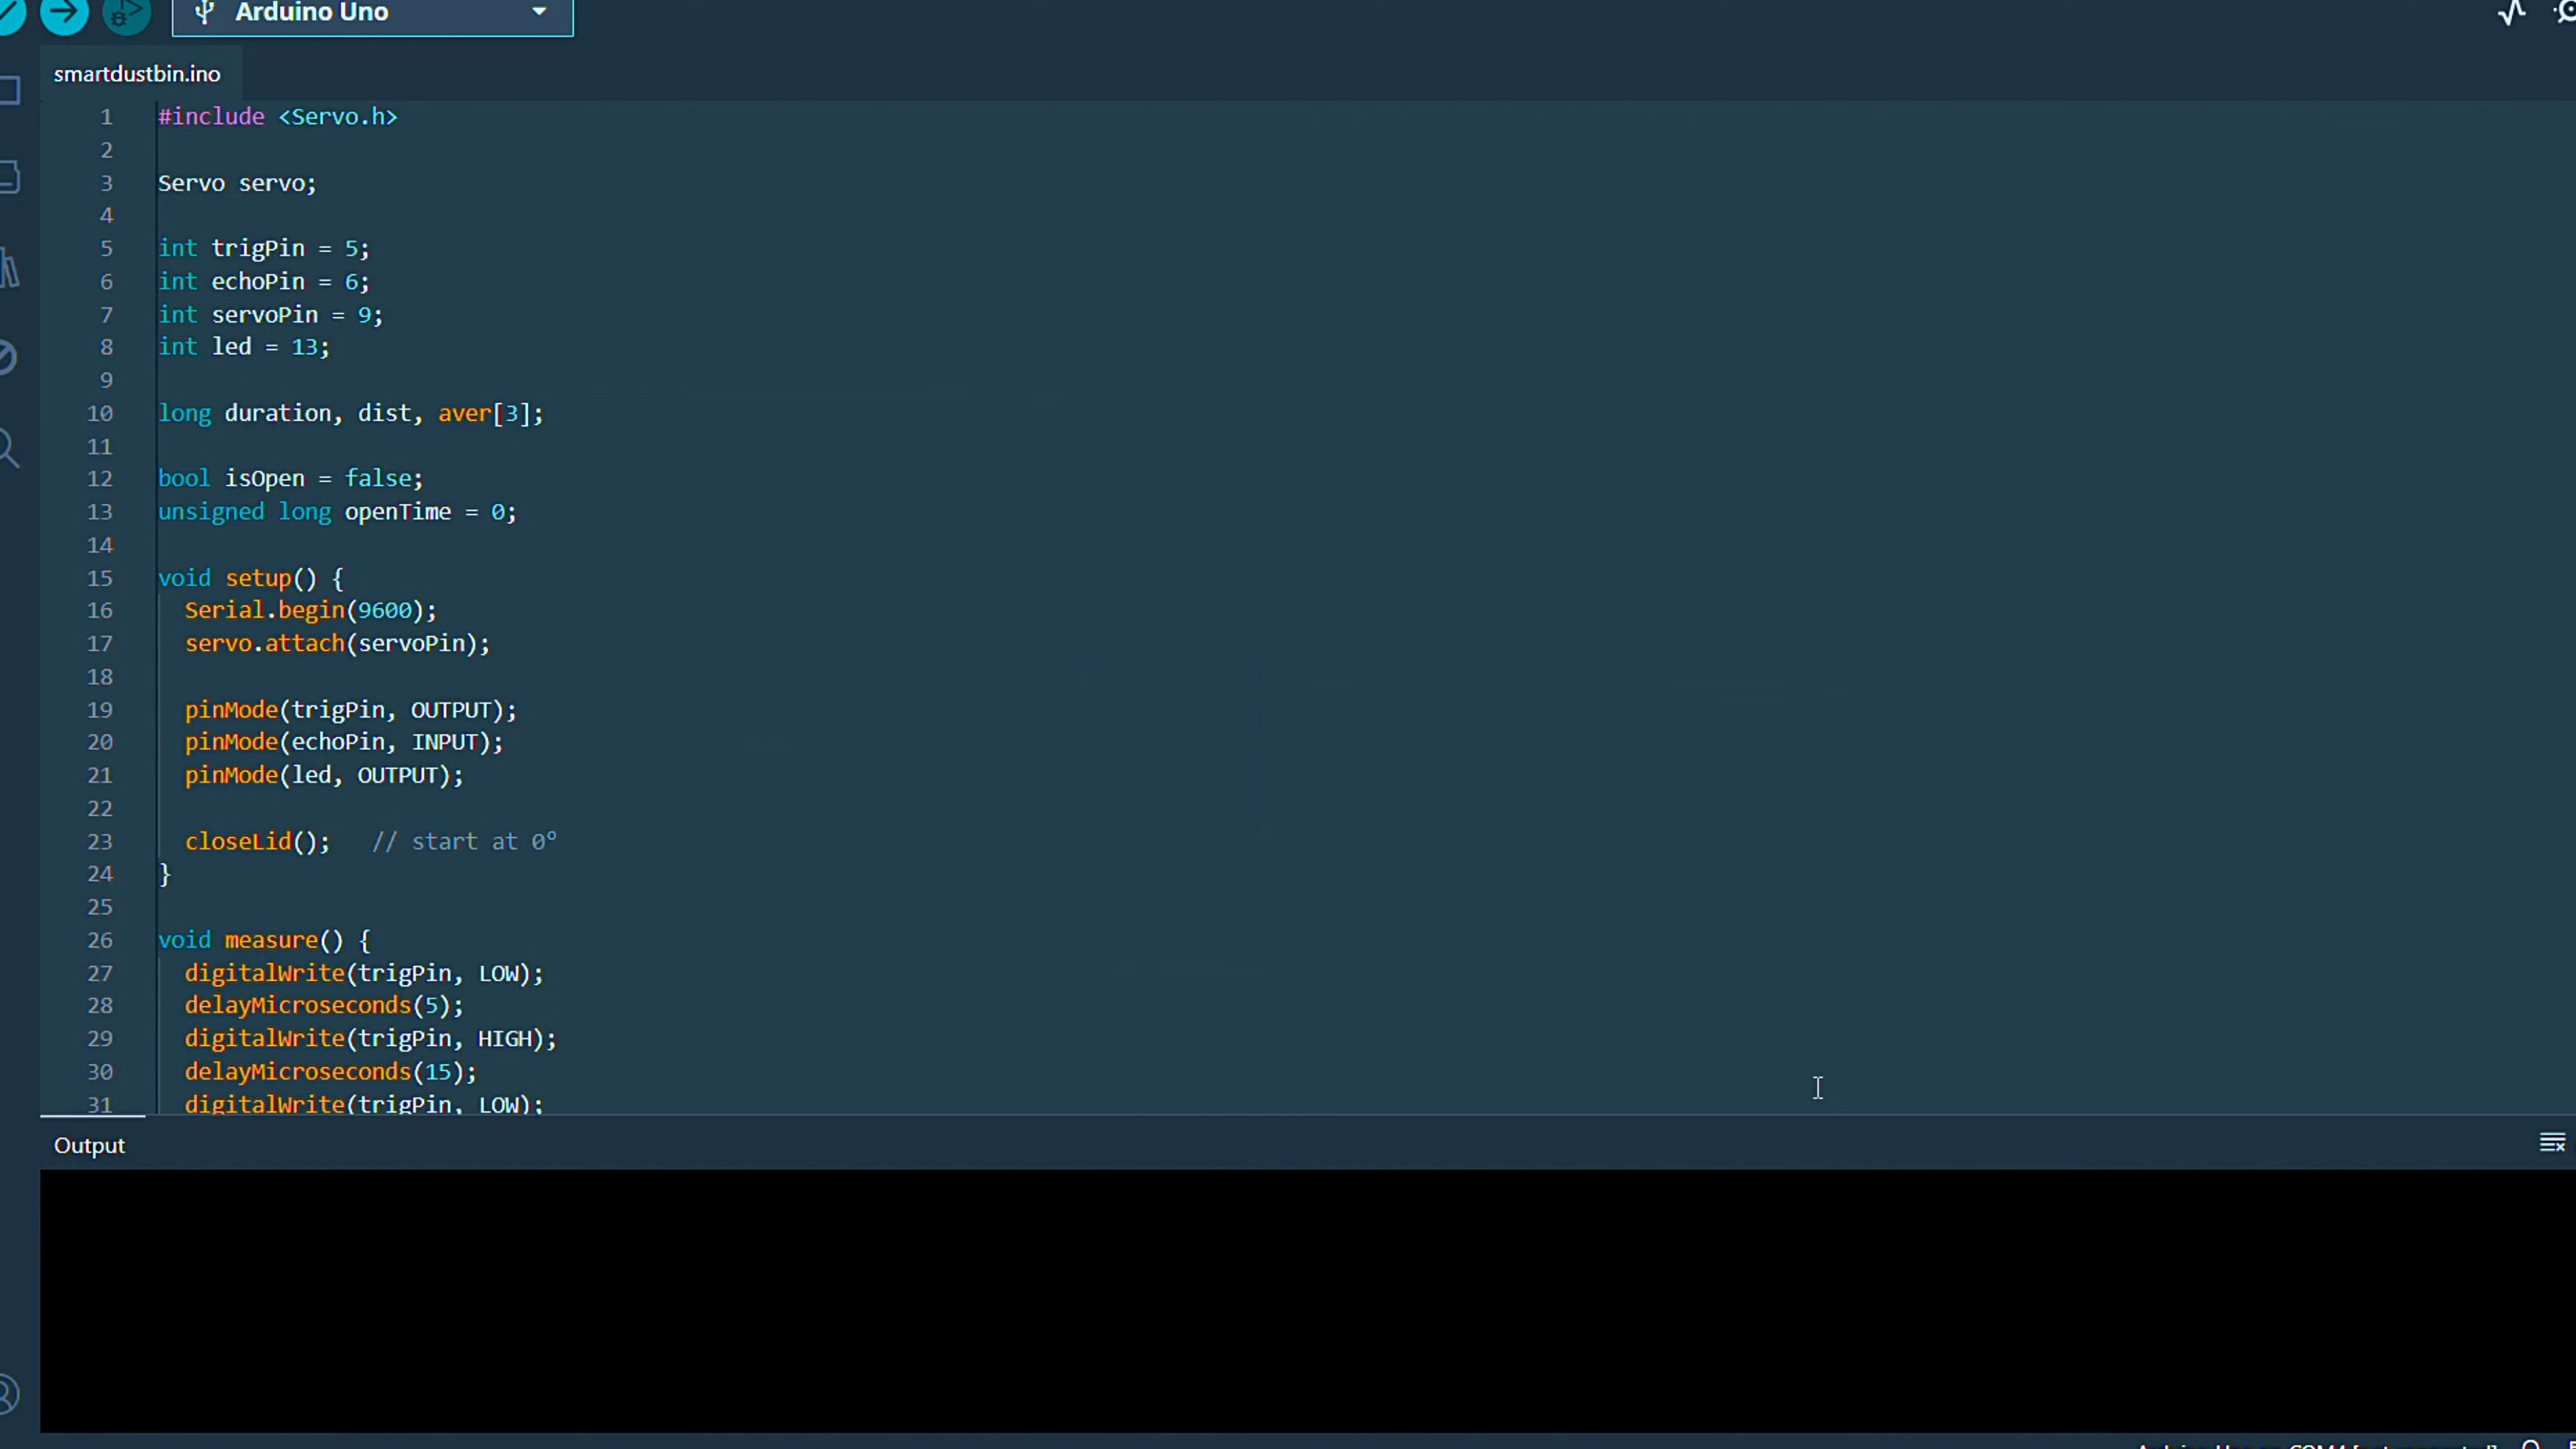 Arduino Uno
smartdustbin.ino
1 #include <Servo.h>
2
3 Servo servo;
4
5 int trigPin = 5;
6 int echoPin = 6;
7 int servoPin = 9;
8 int led = 13;
9
10 long duration, dist, aver[3];
11
12 bool isOpen = false;
13 unsigned long openTime = 0;
14
15 void setup() {
16 Serial.begin(9600);
17 servo.attach(servoPin);
18
19 pinMode(trigPin, OUTPUT);
20 pinMode(echoPin, INPUT);
21 pinMode(led, OUTPUT);
22
23 closeLid(); // start at 0°
24 }
25
26 void measure() {
27 digitalWrite(trigPin, LOW);
28 delayMicroseconds(5);
29 digitalWrite(trigPin, HIGH);
30 delayMicroseconds(15);
31 digitalWrite(trigPin, LOW);
Output